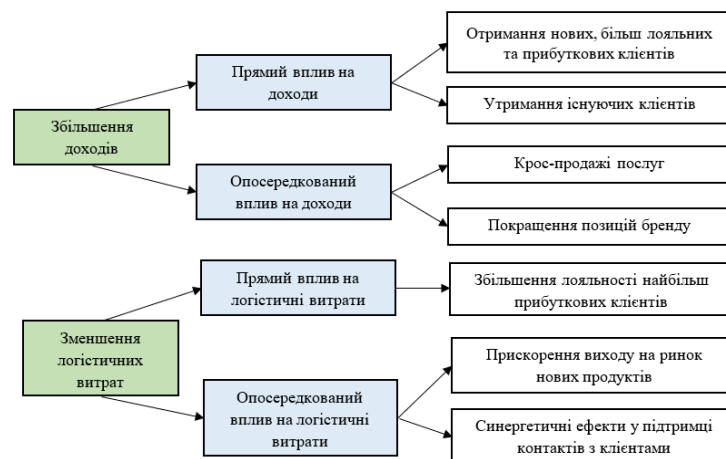 Збільшення
доходів
Прямий вплив на
доходи
Отримання нових, більш лояльних
та прибуткових клієнтів
Утримання існуючих клієнтів
Опосередкований
вплив на доходи
Крос-продажі послуг
Покращення позицій бренду
Зменшення
логістичних
витрат
Прямий вплив на
логістичні витрати
Збільшення лояльності найбільш
прибуткових клієнтів
Опосередкований
вплив на логістичні
витрати
Прискорення виходу на ринок
нових продуктів
Синергетичні ефекти у підтримці
контактів з клієнтами